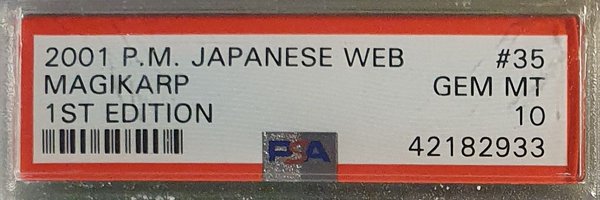 2001 P.M. JAPANESE WEB #35
MAGIKARP GEM MT
1ST EDITION 10
PSA 42182933